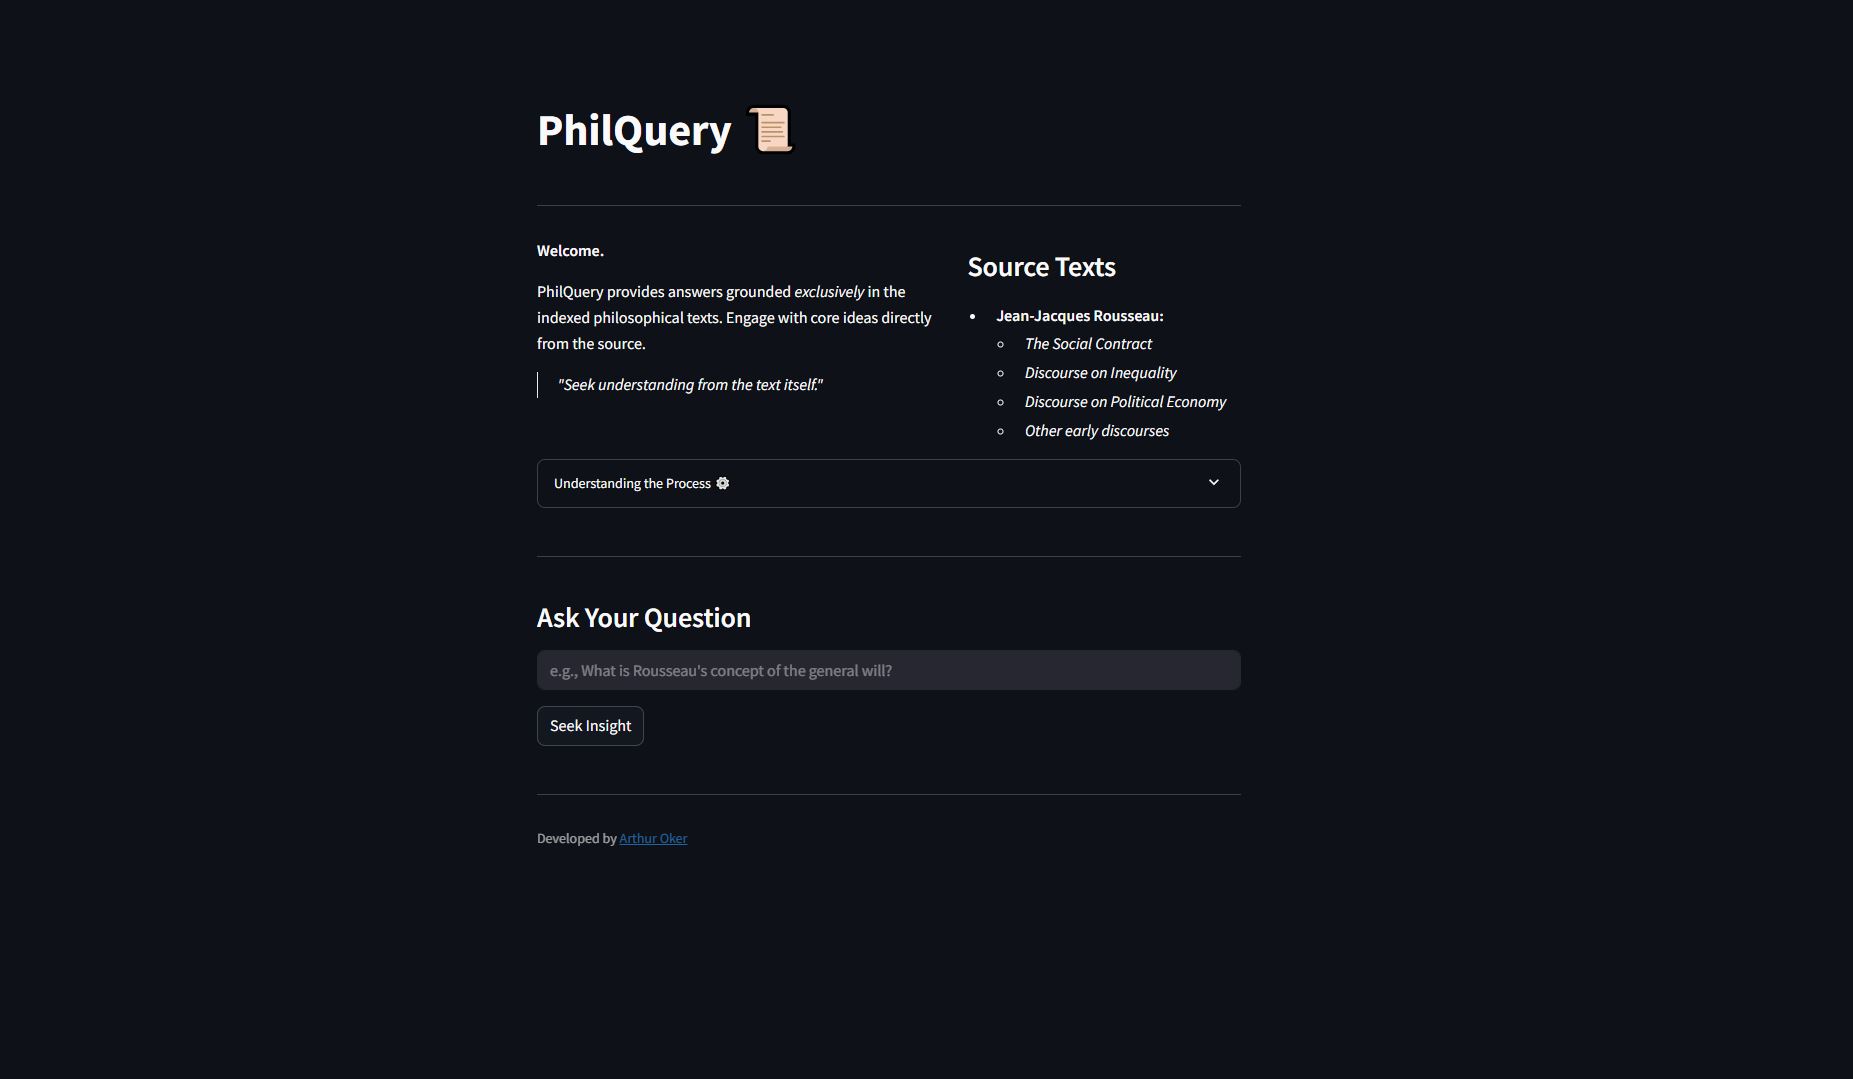 PhilQuery
Welcome.
PhilQuery provides answers grounded exclusively in the
indexed philosophical texts. Engage with core ideas directly
from the source.
"Seek understanding from the text itself."
Source Texts
Jean-Jacques Rousseau:
The Social Contract
Discourse on Inequality
Discourse on Political Economy
Other early discourses
Understanding the Process
Ask Your Question
e.g., What is Rousseau's concept of the general will?
Seek Insight
Developed by Arthur Oker